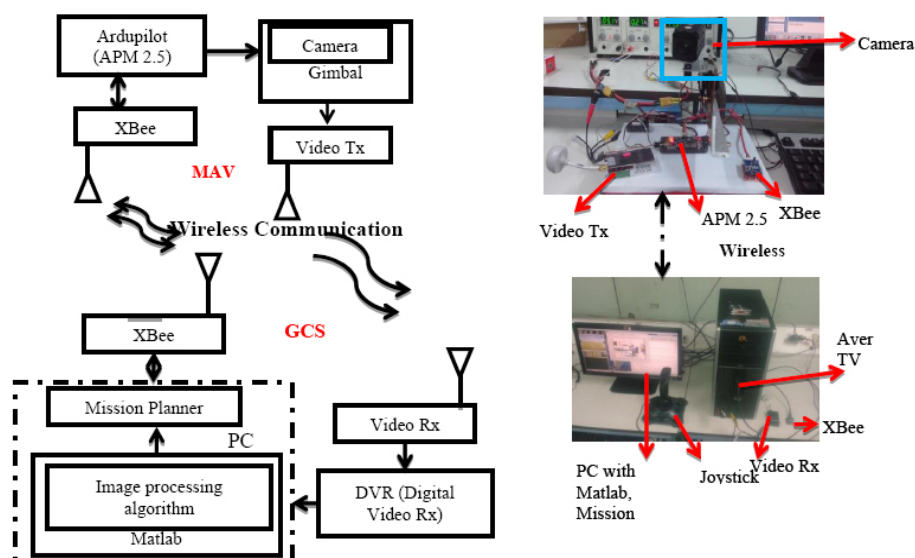 Ardupilot
(APM 2.5)
Camera
Gimbal
XBee
Video Tx
MAV
Wireless Communication
XBee
GCS
Mission Planner
PC
Image processing
algorithm
Matlab
Video Rx
DVR (Digital
Video Rx)
Camera
Video Tx
APM 2.5
XBee
Wireless
Aver
TV
XBee
Video Rx
Joystick
PC with
Matlab,
Mission